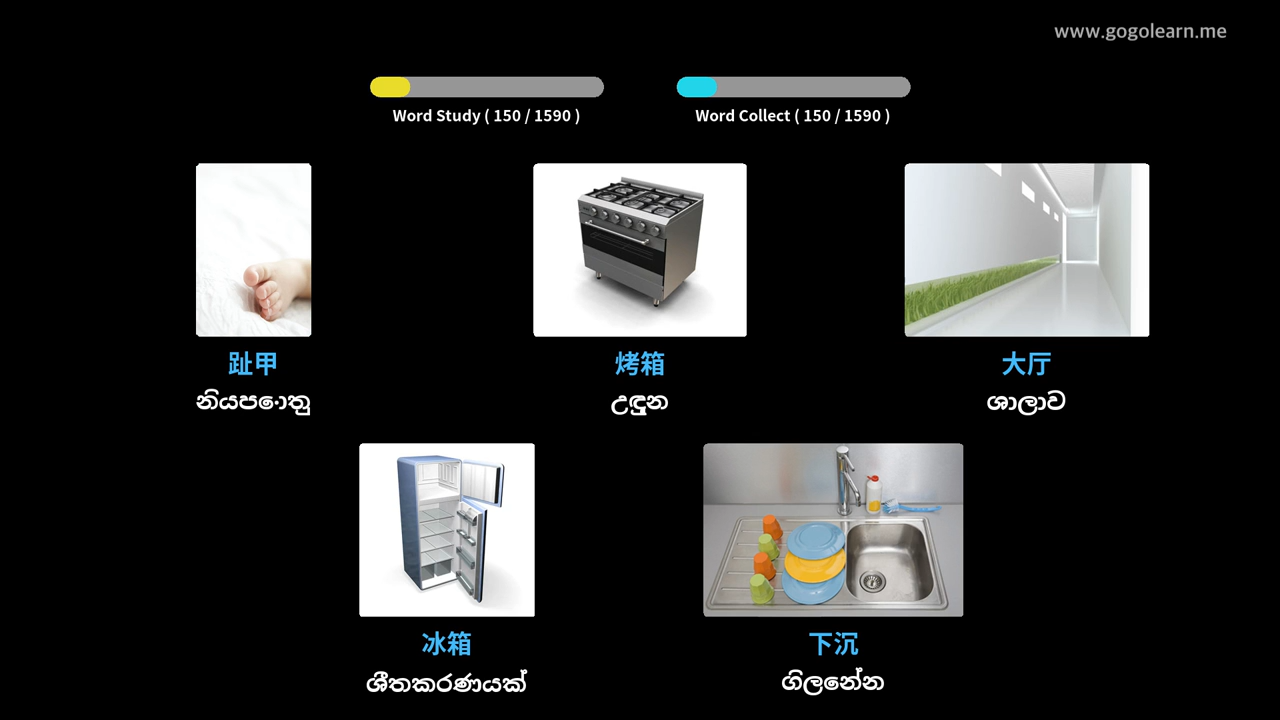 www.gogolearn.me
Word Study ( 150 / 1590 )
Word Collect ( 150 / 1590 )
趾甲
烤箱
大厅
නියපොතු
උඳුන
ශාලාව
冰箱
下沉
ශීතකරණයක්
ගිලනේන